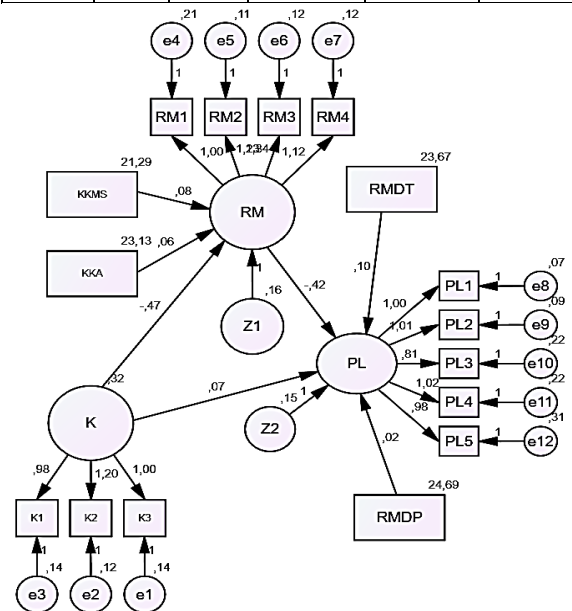 ,21 ,11 ,12 ,12
e4 e5 e6 e7
1 1 1 1
RM1 RM2 RM3 RM4
1,00 1,12
21,29
KKMS
,08
RM
23,67
RMDT
23,13 ,06
KKA
-,47
1
,16
Z1
-,42
,10
,07
PL1 1 e8
1,00
,09
PL2 1 e9
1,01
,22
PL3 1 e10
,81
,22
PL4 1 e11
1,02
,31
PL5 1 e12
,98
PL
,32
K
,07
,15 1
Z2
,02
24,69
RMDP
,98 1,20 1,00
K1 K2 K3
1 1 1
,14 ,12 ,14
e3 e2 e1